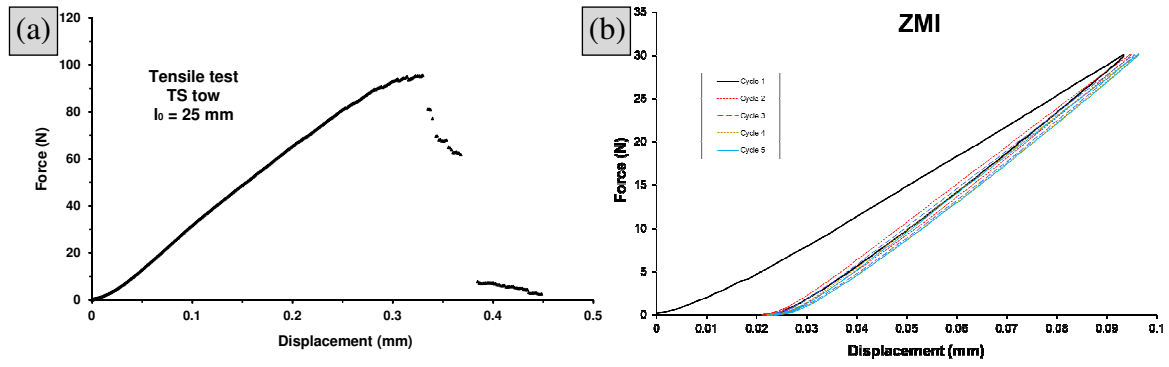 (a)
120
100
80
60
40
20
0
Force (N)
Tensile test
TS tow
l₀ = 25 mm
0
0.1
0.2
0.3
0.4
0.5
Displacement (mm)
(b)
ZMI
35
30
25
20
15
10
5
0
Force (N)
Cycle 1
Cycle 2
Cycle 3
Cycle 4
Cycle 5
0
0.01
0.02
0.03
0.04
0.05
0.06
0.07
0.08
0.09
0.1
Displacement (mm)